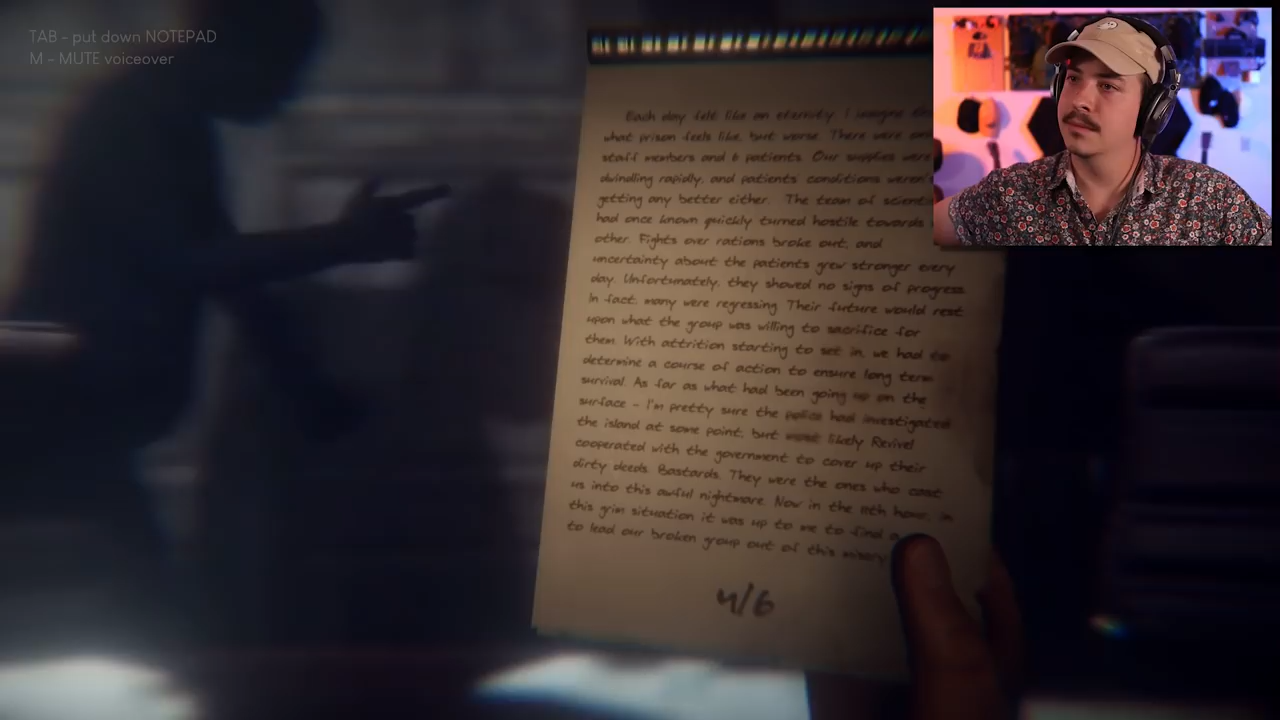 TAB - put down NOTEPAD
M - MUTE voiceover
Each day felt like an eternity. I imagine
what prison feels like, but worse. There were
staff members and 6 patients. Our supplies were
dwindling rapidly, and patients conditions weren't
getting any better either. The team of
had once known quickly turned hostile towards
other. Fights over rations broke out, and
uncertainty about the patients grew stronger every
day. Unfortunately, they showed no signs of progress.
In fact, many were regressing. Their future would rest
upon what the group was willing to sacrifice for
them. With attrition starting to set in, we had to
determine a course of action to ensure long term
survival. As far as what had been going up on the
surface - I'm pretty sure the police had investigated
the island at some point, but most likely Revivel
cooperated with the government to cover up their
dirty deeds. Bastards. They were the ones who cast
us into this awful nightmare. Now in the 11th hour, in
this grim situation it was up to me to find a
to lead our broken group out of this misery
4/6